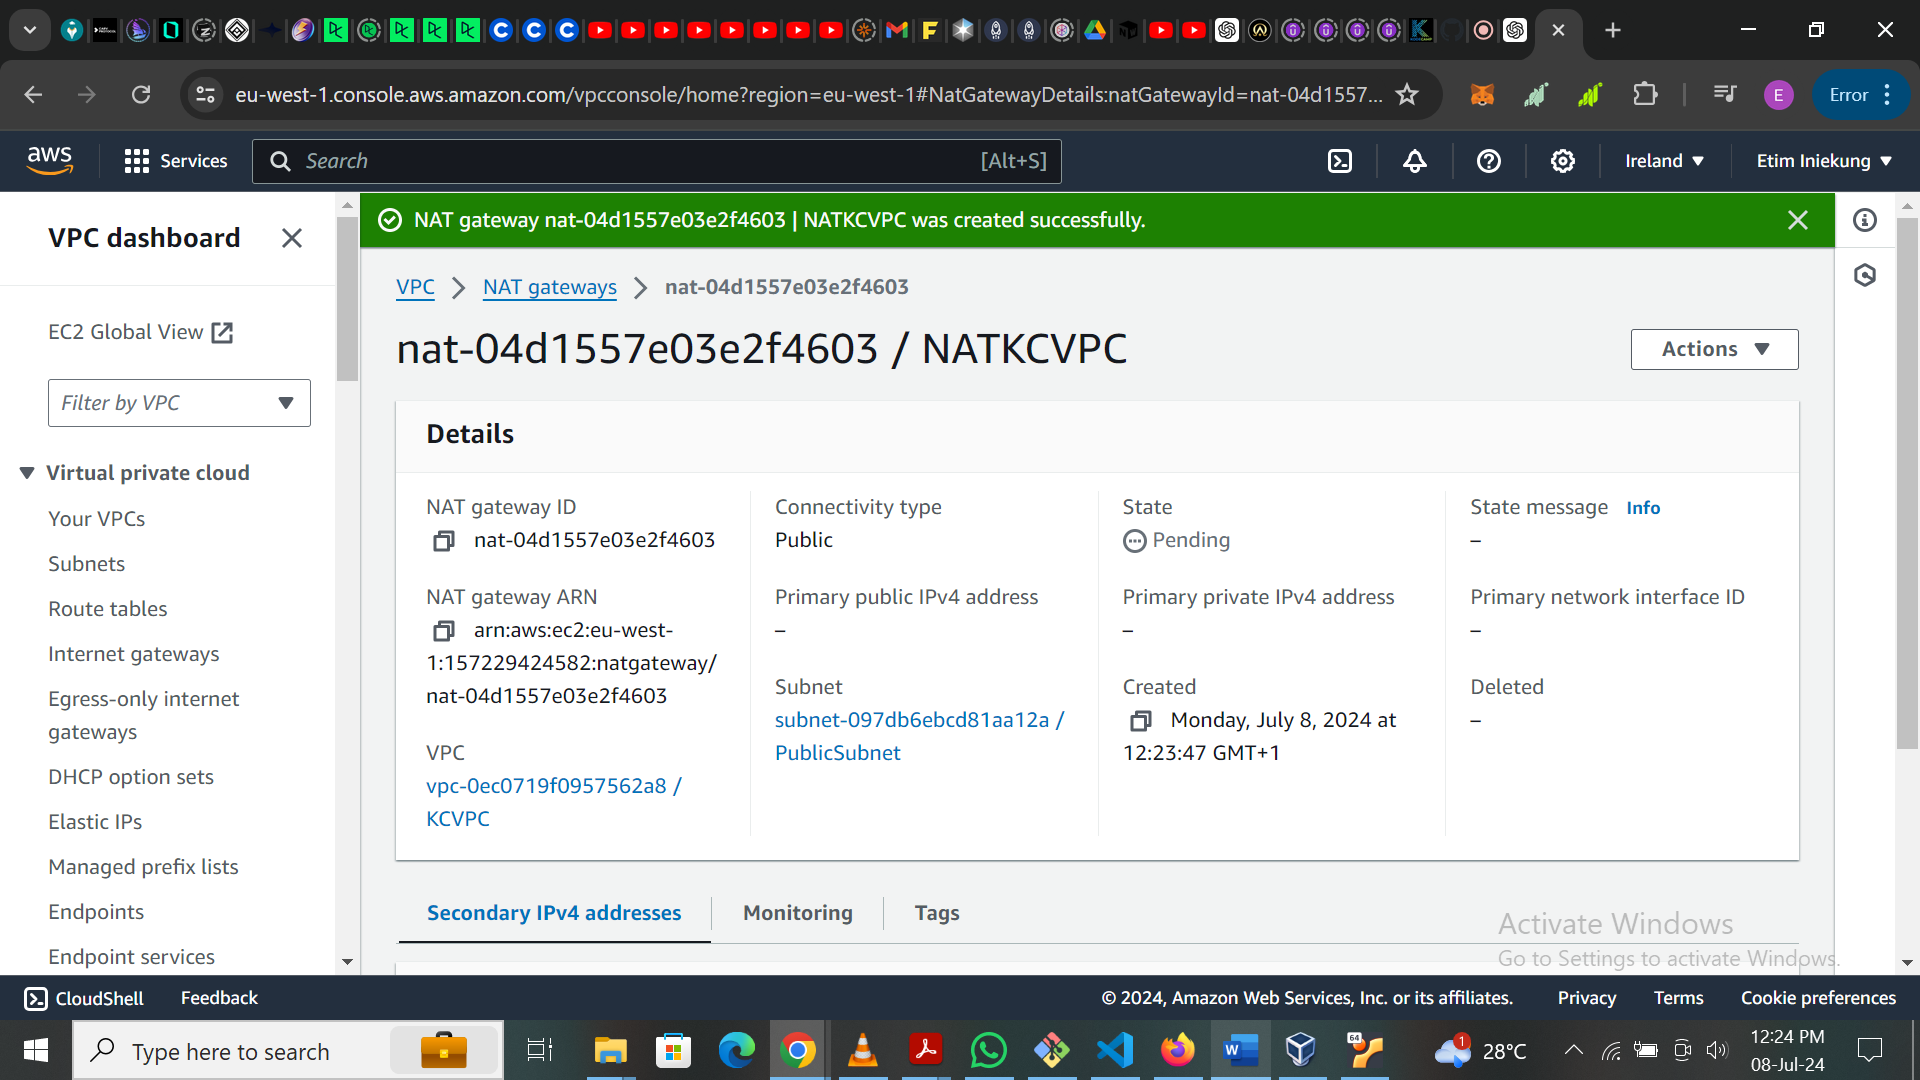 eu-west-1.console.aws.amazon.com/vpcconsole/home?region=eu-west-1#NatGatewayDetails:natGatewayId=nat-04d1557...
E
Error
aws
Services
Search
[Alt+S]
Ireland
Etim Iniekung
VPC dashboard
EC2 Global View
Filter by VPC
Virtual private cloud
Your VPCs
Subnets
Route tables
Internet gateways
Egress-only internet
gateways
DHCP option sets
Elastic IPs
Managed prefix lists
Endpoints
Endpoint services
NAT gateway nat-04d1557e03e2f4603 | NATKCVPC was created successfully.
VPC
NAT gateways
nat-04d1557e03e2f4603
nat-04d1557e03e2f4603 / NATKCVPC
Actions
Details
NAT gateway ID
nat-04d1557e03e2f4603
NAT gateway ARN
arn:aws:ec2:eu-west-
1:157229424582:natgateway/
nat-04d1557e03e2f4603
VPC
vpc-0ec0719f0957562a8 /
KCVPC
Connectivity type
Public
Primary public IPv4 address
–
Subnet
subnet-097db6ebcd81aa12a /
PublicSubnet
State
Pending
Primary private IPv4 address
–
Created
Monday, July 8, 2024 at
12:23:47 GMT+1
State message Info
–
Primary network interface ID
–
Deleted
–
Secondary IPv4 addresses
Monitoring
Tags
Activate Windows
Go to Settings to activate Windows.
CloudShell
Feedback
© 2024, Amazon Web Services, Inc. or its affiliates.
Privacy
Terms
Cookie preferences
Type here to search
64
1
28°C
12:24 PM
08-Jul-24